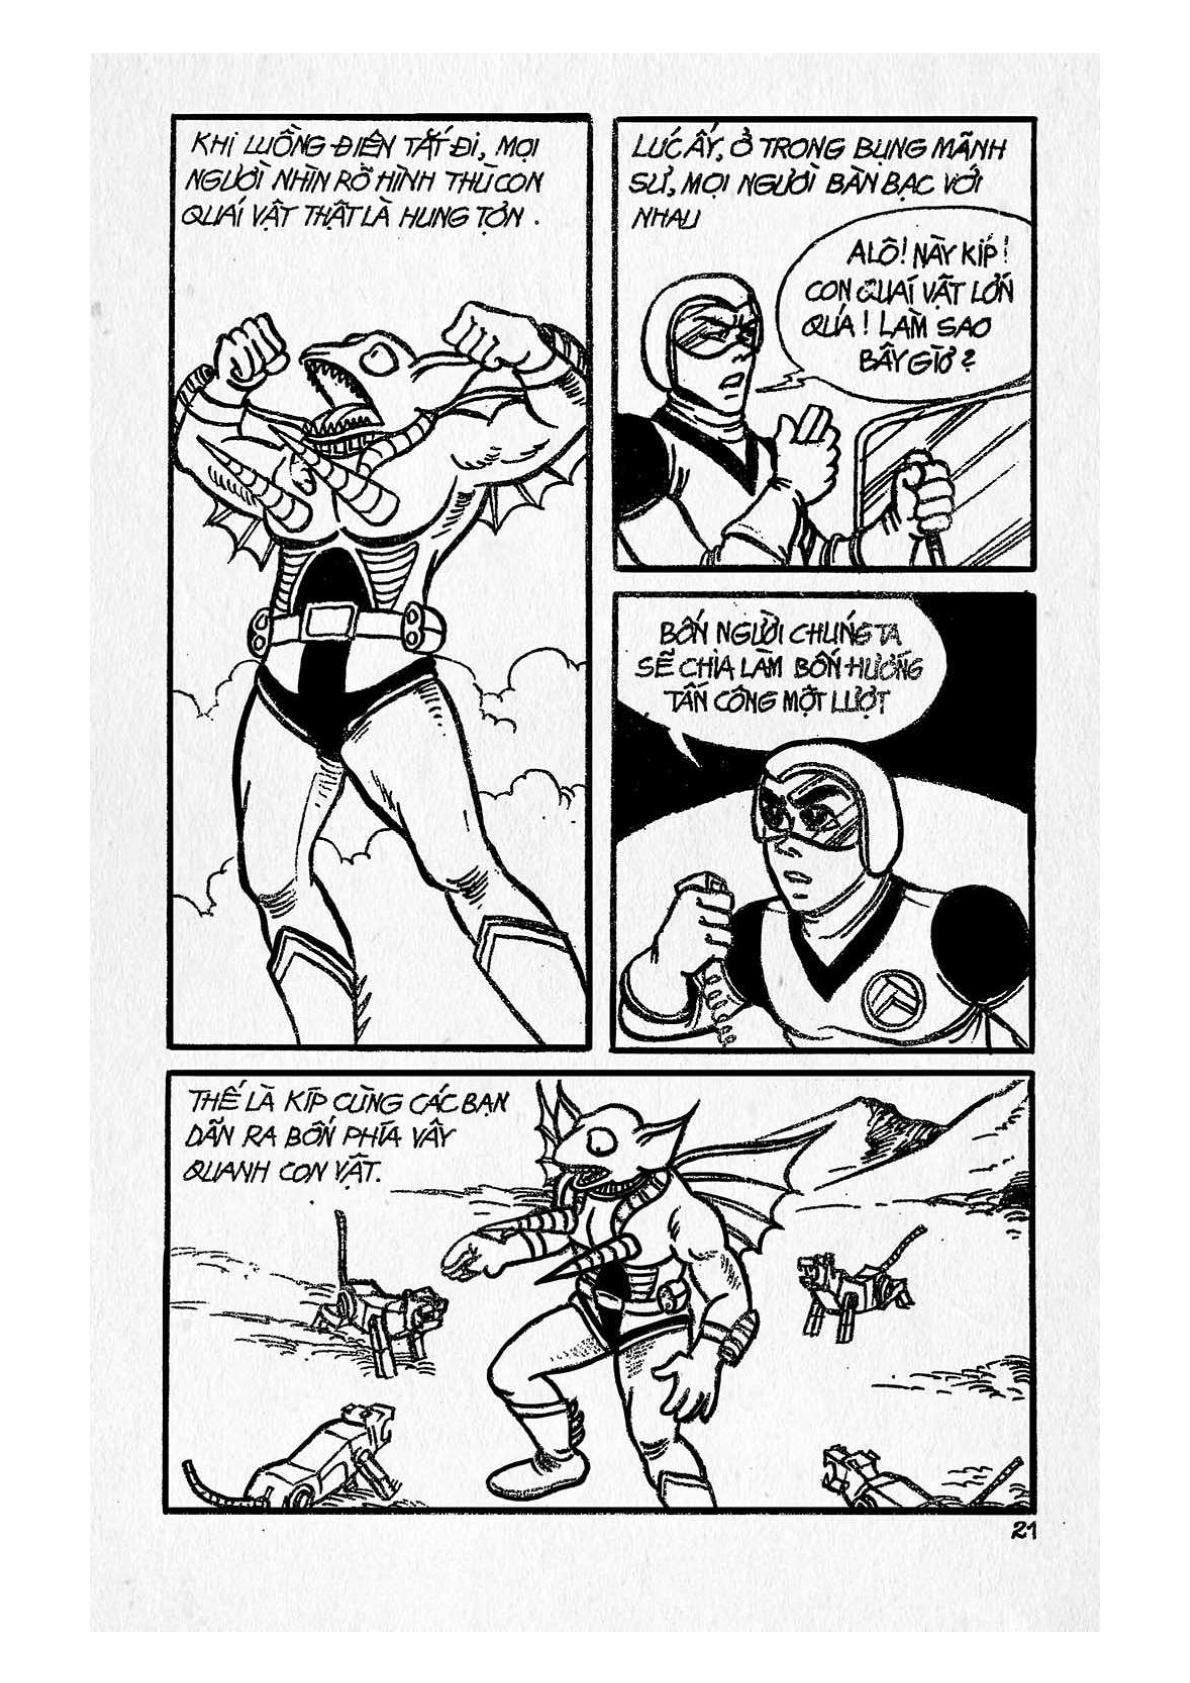 KHI LUỒNG ĐIỆN TẮT ĐI, MỌI
NGƯỜI NHÌN RÕ HÌNH THÙ CON
QUÁI VẬT THẬT LÀ HUNG TỢN.
LÚC ẤY, Ở TRONG BỤNG MÃNH
SƯ, MỌI NGƯỜI BÀN BẠC VỚI
NHAU
ALÔ! NÀY KÍP!
CON QUÁI VẬT LỚN
QUÁ! LÀM SAO
BÂY GIỜ?
BỐN NGƯỜI CHÚNG TA
SẼ CHIA LÀM BỐN HƯỚNG
TẤN CÔNG MỘT LƯỢT
THẾ LÀ KÍP CÙNG CÁC BẠN
DÃN RA BỐN PHÍA VÂY
QUANH CON VẬT.
21